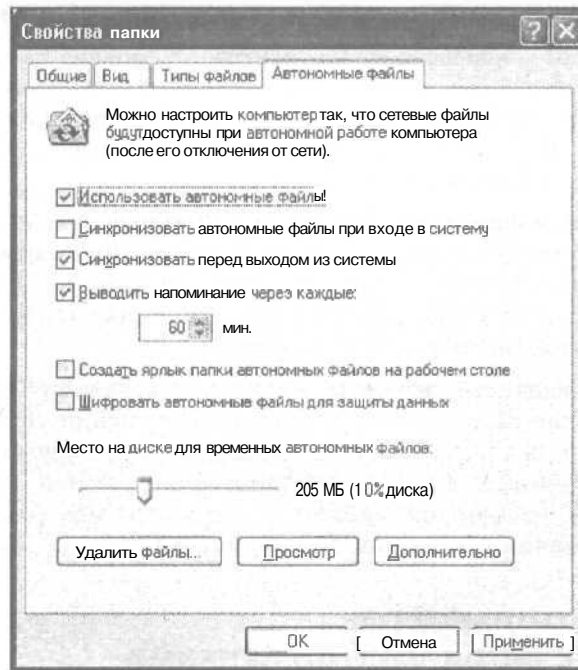 Свойства папки
Общие Вид Типы файлов Автономные файлы
Можно настроить компьютер так, что сетевые файлы
будут доступны при автономной работе компьютера
(после его отключения от сети).
Использовать автономные файлы!
Синхронизовать автономные файлы при входе в систему
Синхронизовать перед выходом из системы
Выводить напоминание через каждые:
60 мин.
Создать ярлык папки автономных файлов на рабочем столе
Шифровать автономные файлы для защиты данных
Место на диске для временных автономных файлов:
205 МБ (10% диска)
Удалить файлы... Просмотр Дополнительно
OK [ Отмена | Применить ]